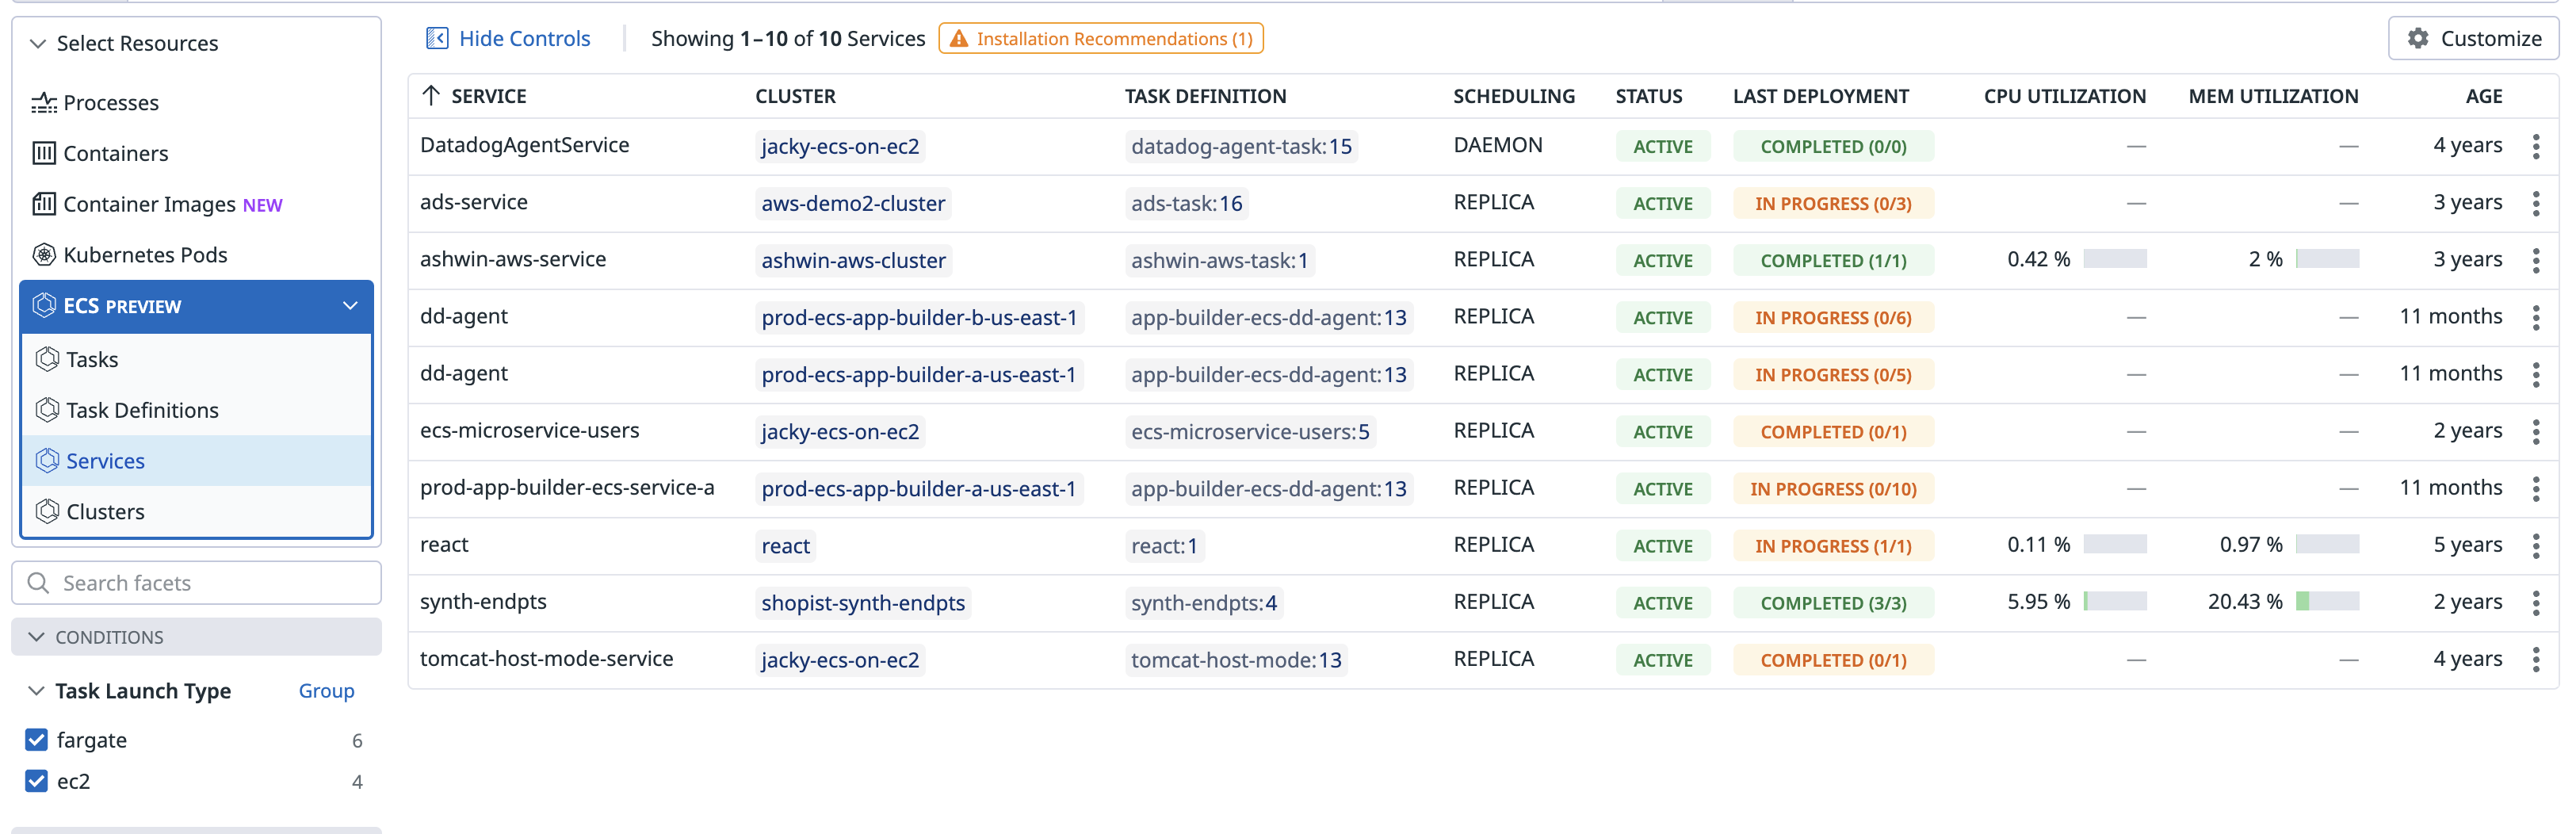 Select Resources
Processes
Containers
Container Images NEW
Kubernetes Pods
ECS PREVIEW
Tasks
Task Definitions
Services
Clusters
Search facets
CONDITIONS
Task Launch Type Group
fargate 6
ec2 4
Hide Controls Showing 1–10 of 10 Services Installation Recommendations (1) Customize
SERVICE CLUSTER TASK DEFINITION SCHEDULING STATUS LAST DEPLOYMENT CPU UTILIZATION MEM UTILIZATION AGE
DatadogAgentService jacky-ecs-on-ec2 datadog-agent-task:15 DAEMON ACTIVE COMPLETED (0/0) — — 4 years
ads-service aws-demo2-cluster ads-task:16 REPLICA ACTIVE IN PROGRESS (0/3) — — 3 years
ashwin-aws-service ashwin-aws-cluster ashwin-aws-task:1 REPLICA ACTIVE COMPLETED (1/1) 0.42 % 2 % 3 years
dd-agent prod-ecs-app-builder-b-us-east-1 app-builder-ecs-dd-agent:13 REPLICA ACTIVE IN PROGRESS (0/6) — — 11 months
dd-agent prod-ecs-app-builder-a-us-east-1 app-builder-ecs-dd-agent:13 REPLICA ACTIVE IN PROGRESS (0/5) — — 11 months
ecs-microservice-users jacky-ecs-on-ec2 ecs-microservice-users:5 REPLICA ACTIVE COMPLETED (0/1) — — 2 years
prod-app-builder-ecs-service-a prod-ecs-app-builder-a-us-east-1 app-builder-ecs-dd-agent:13 REPLICA ACTIVE IN PROGRESS (0/10) — — 11 months
react react react:1 REPLICA ACTIVE IN PROGRESS (1/1) 0.11 % 0.97 % 5 years
synth-endpts shopist-synth-endpts synth-endpts:4 REPLICA ACTIVE COMPLETED (3/3) 5.95 % 20.43 % 2 years
tomcat-host-mode-service jacky-ecs-on-ec2 tomcat-host-mode:13 REPLICA ACTIVE COMPLETED (0/1) — — 4 years